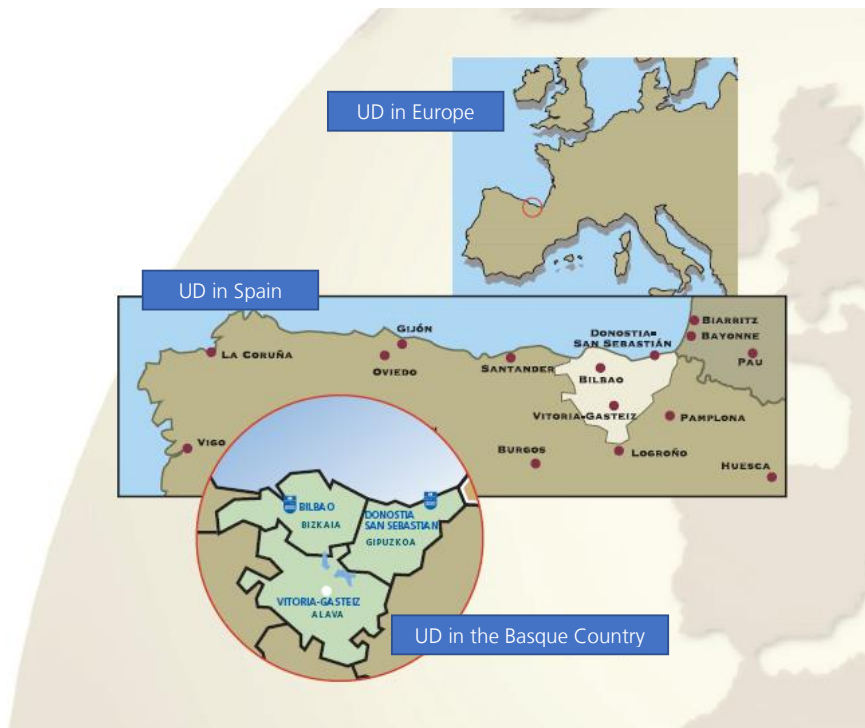 UD in Europe
UD in Spain
BIARRITZ
GIJÓN
DONOSTIA-
SAN SEBASTIÁN
BAYONNE
LA CORUÑA
OVIEDO
SANTANDER
PAU
BILBAO
VITORIA-GASTEIZ
PAMPLONA
VIGO
BURGOS
LOGROÑO
HUESCA
BILBAO
BIZKAIA
DONOSTIA
SAN SEBASTIAN
GIPUZKOA
VITORIA-GASTEIZ
ALAVA
UD in the Basque Country